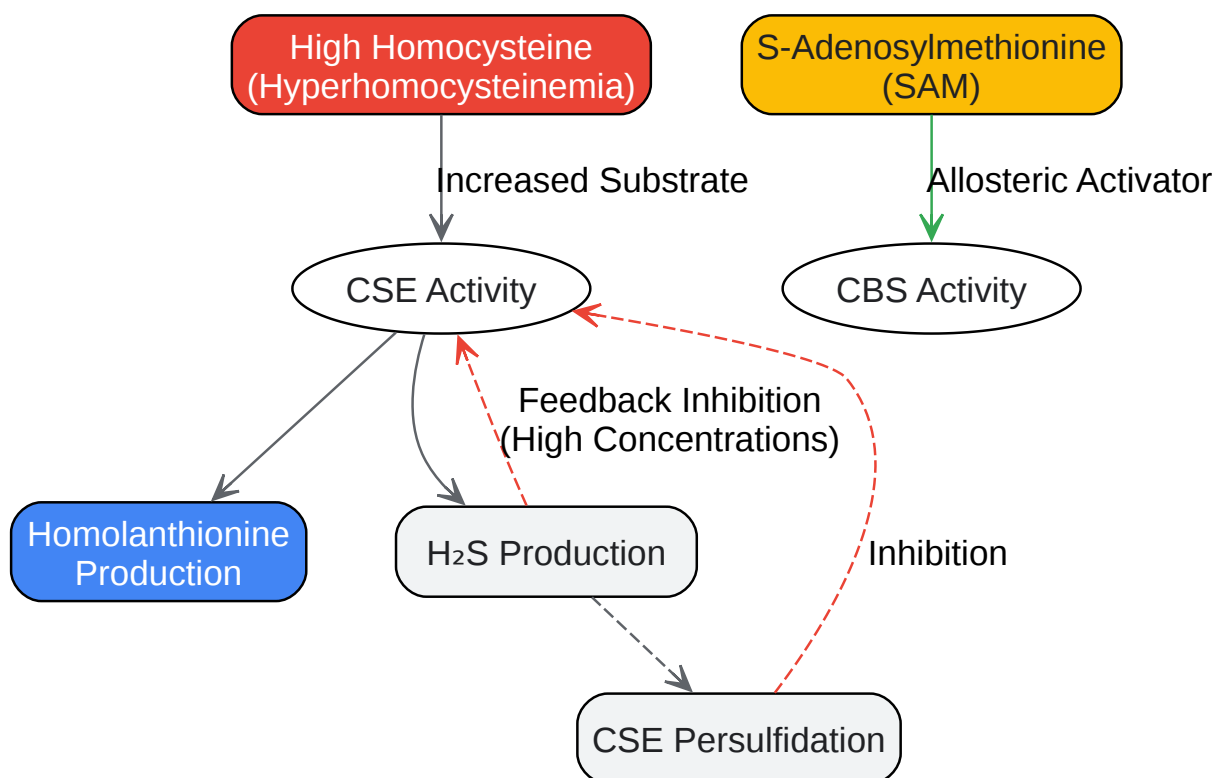 High Homocysteine
(Hyperhomocysteinemia)
S-Adenosylmethionine
(SAM)
Increased Substrate
Allosteric Activator
CSE Activity
CBS Activity
Feedback Inhibition
(High Concentrations)
Homolanthionine
Production
H₂S Production
Inhibition
CSE Persulfidation